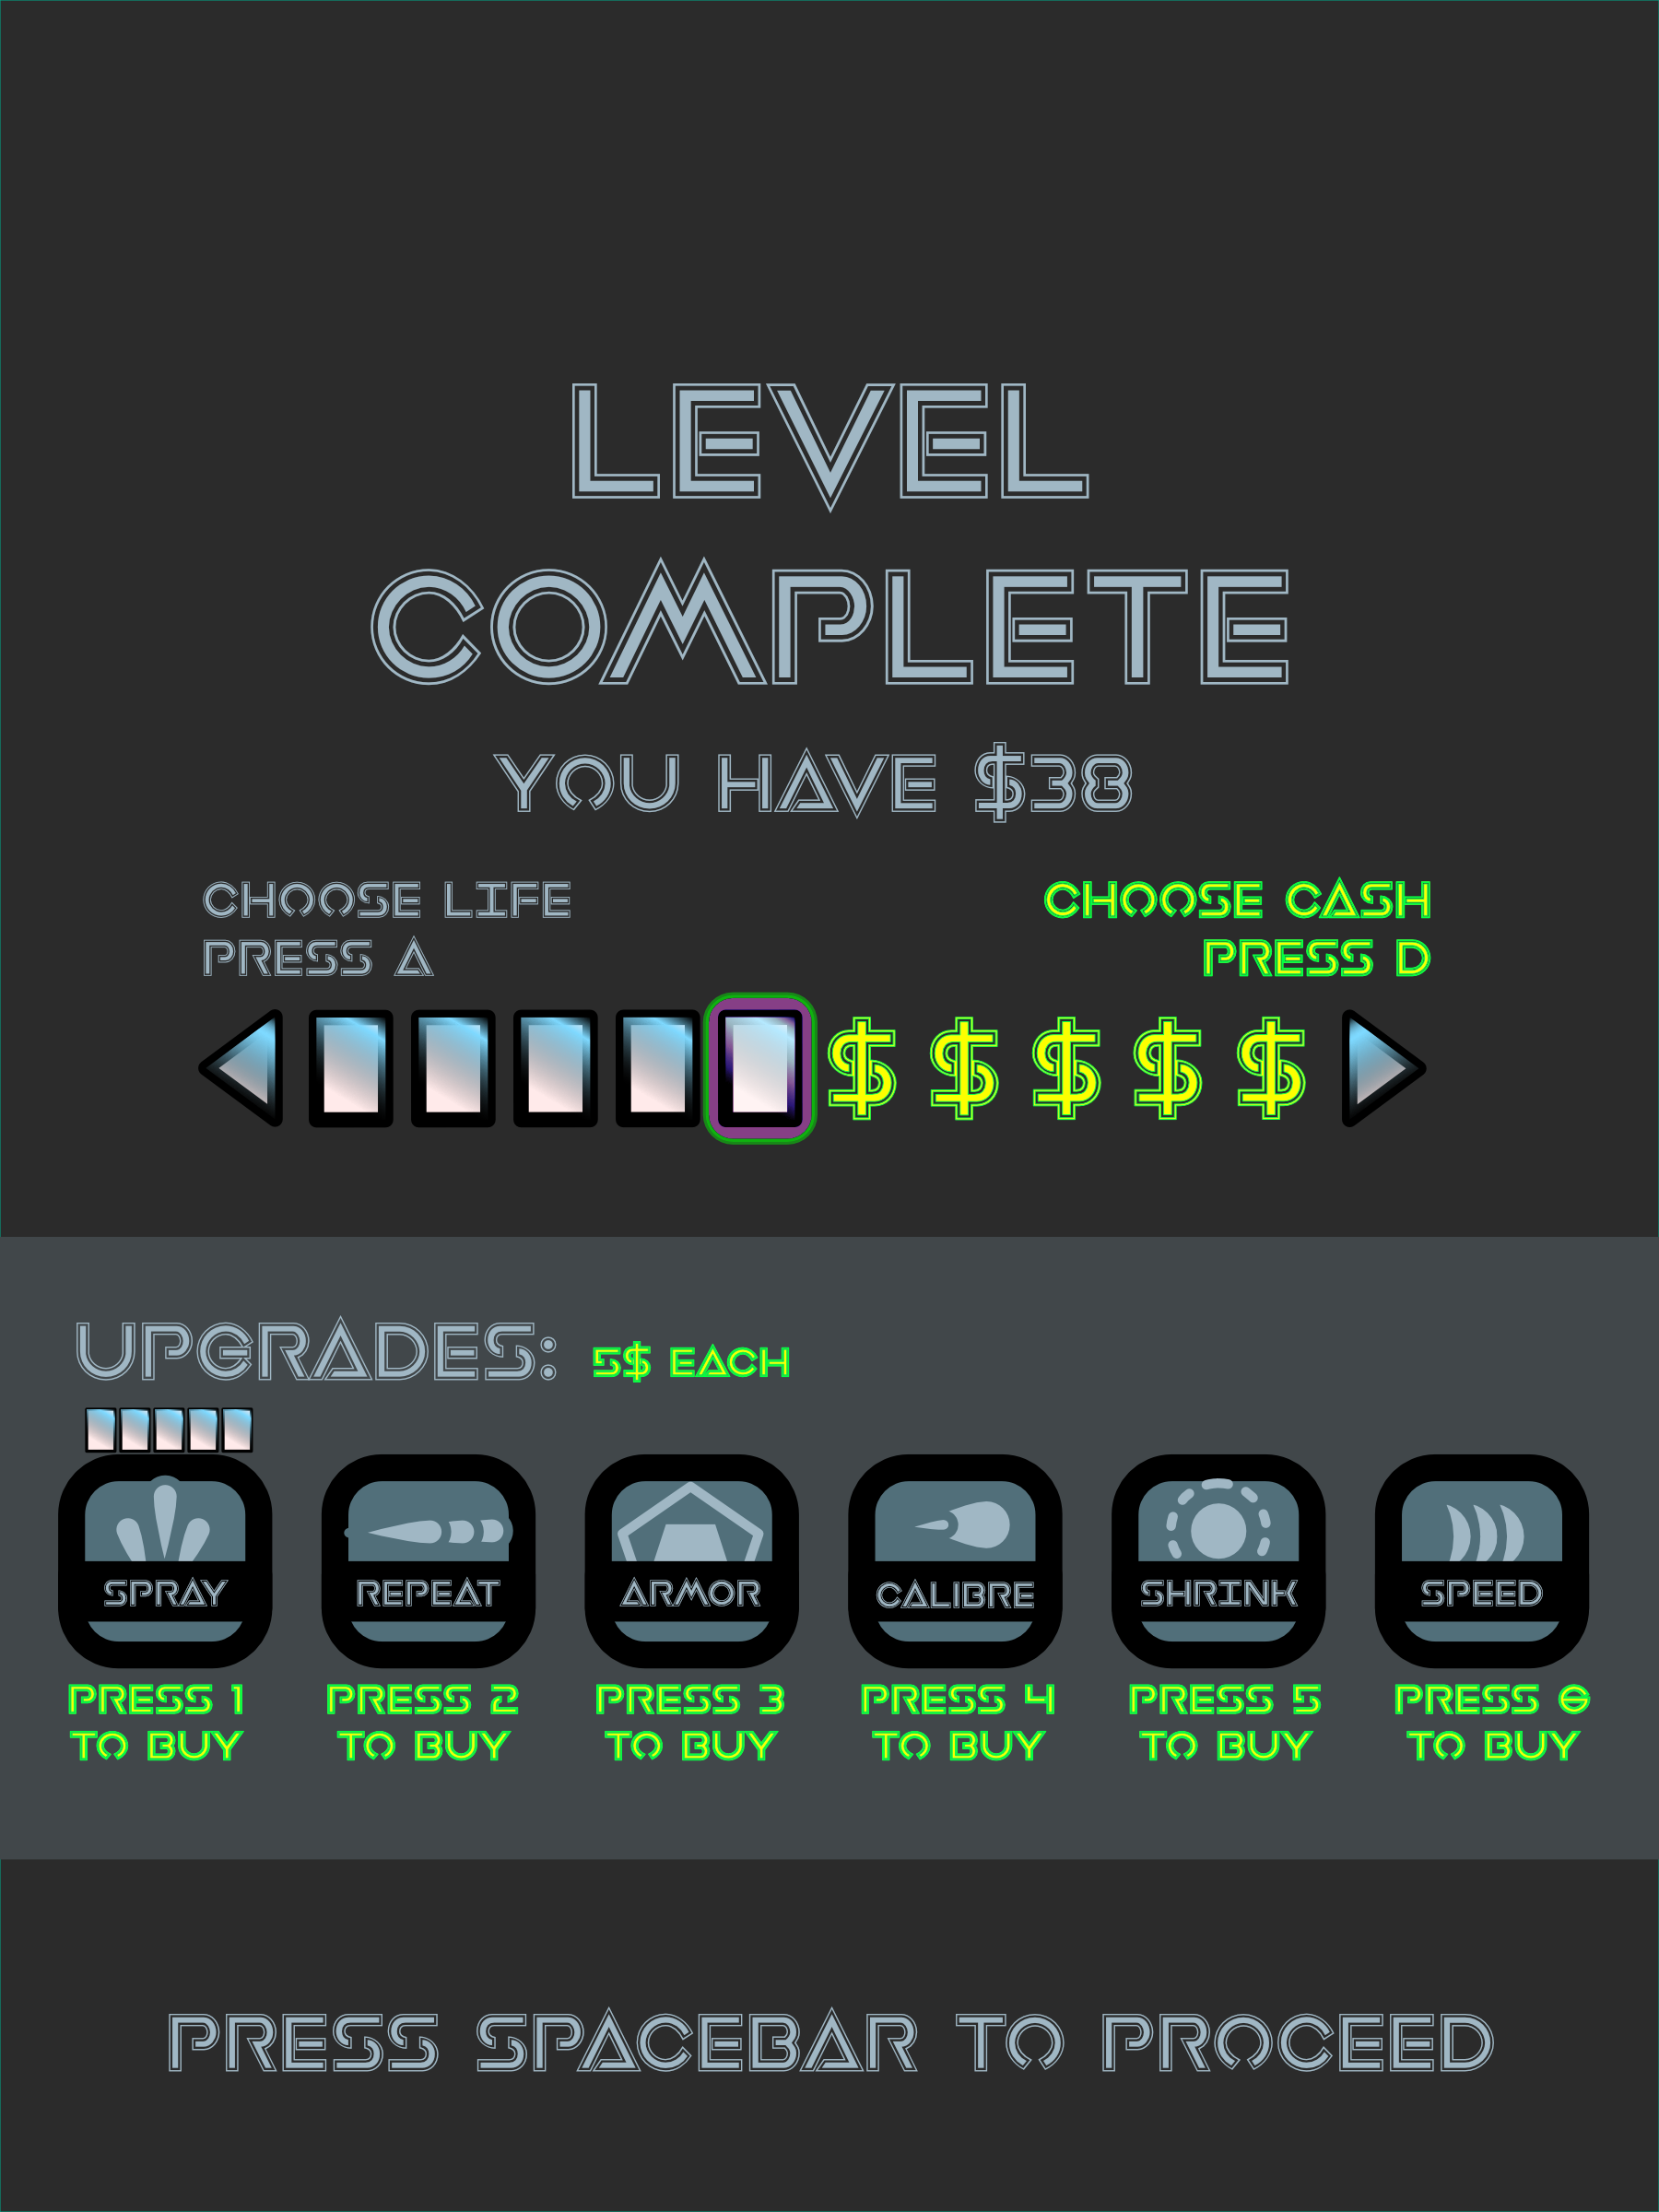 LEVEL
COMPLETE
YOU HAVE $38
CHOOSE LIFE
PRESS A
CHOOSE CASH
PRESS D
$ $ $ $ $
UPGRADES: 5$ EACH
SPRAY REPEAT ARMOR CALIBRE SHRINK SPEED
PRESS 1 PRESS 2 PRESS 3 PRESS 4 PRESS 5 PRESS 6
TO BUY TO BUY TO BUY TO BUY TO BUY TO BUY
PRESS SPACEBAR TO PROCEED